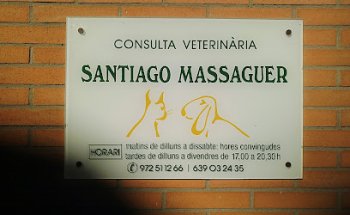 CONSULTA VETERINÀRIA
SANTIAGO MASSAGUER
HORARI
matins de dilluns a dissabte: hores convingudes
tardes de dilluns a divendres de 17,00 a 20,30 h
972 51 12 66 | 639 03 24 35